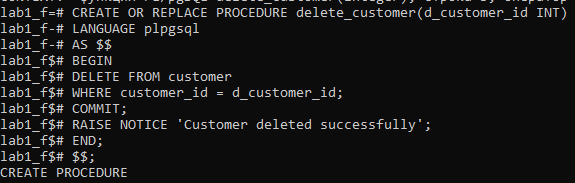 lab1_f=# CREATE OR REPLACE PROCEDURE delete_customer(d_customer_id INT)
lab1_f-# LANGUAGE plpgsql
lab1_f-# AS $$
lab1_f$# BEGIN
lab1_f$# DELETE FROM customer
lab1_f$# WHERE customer_id = d_customer_id;
lab1_f$# COMMIT;
lab1_f$# RAISE NOTICE 'Customer deleted successfully';
lab1_f$# END;
lab1_f$# $$;
CREATE PROCEDURE